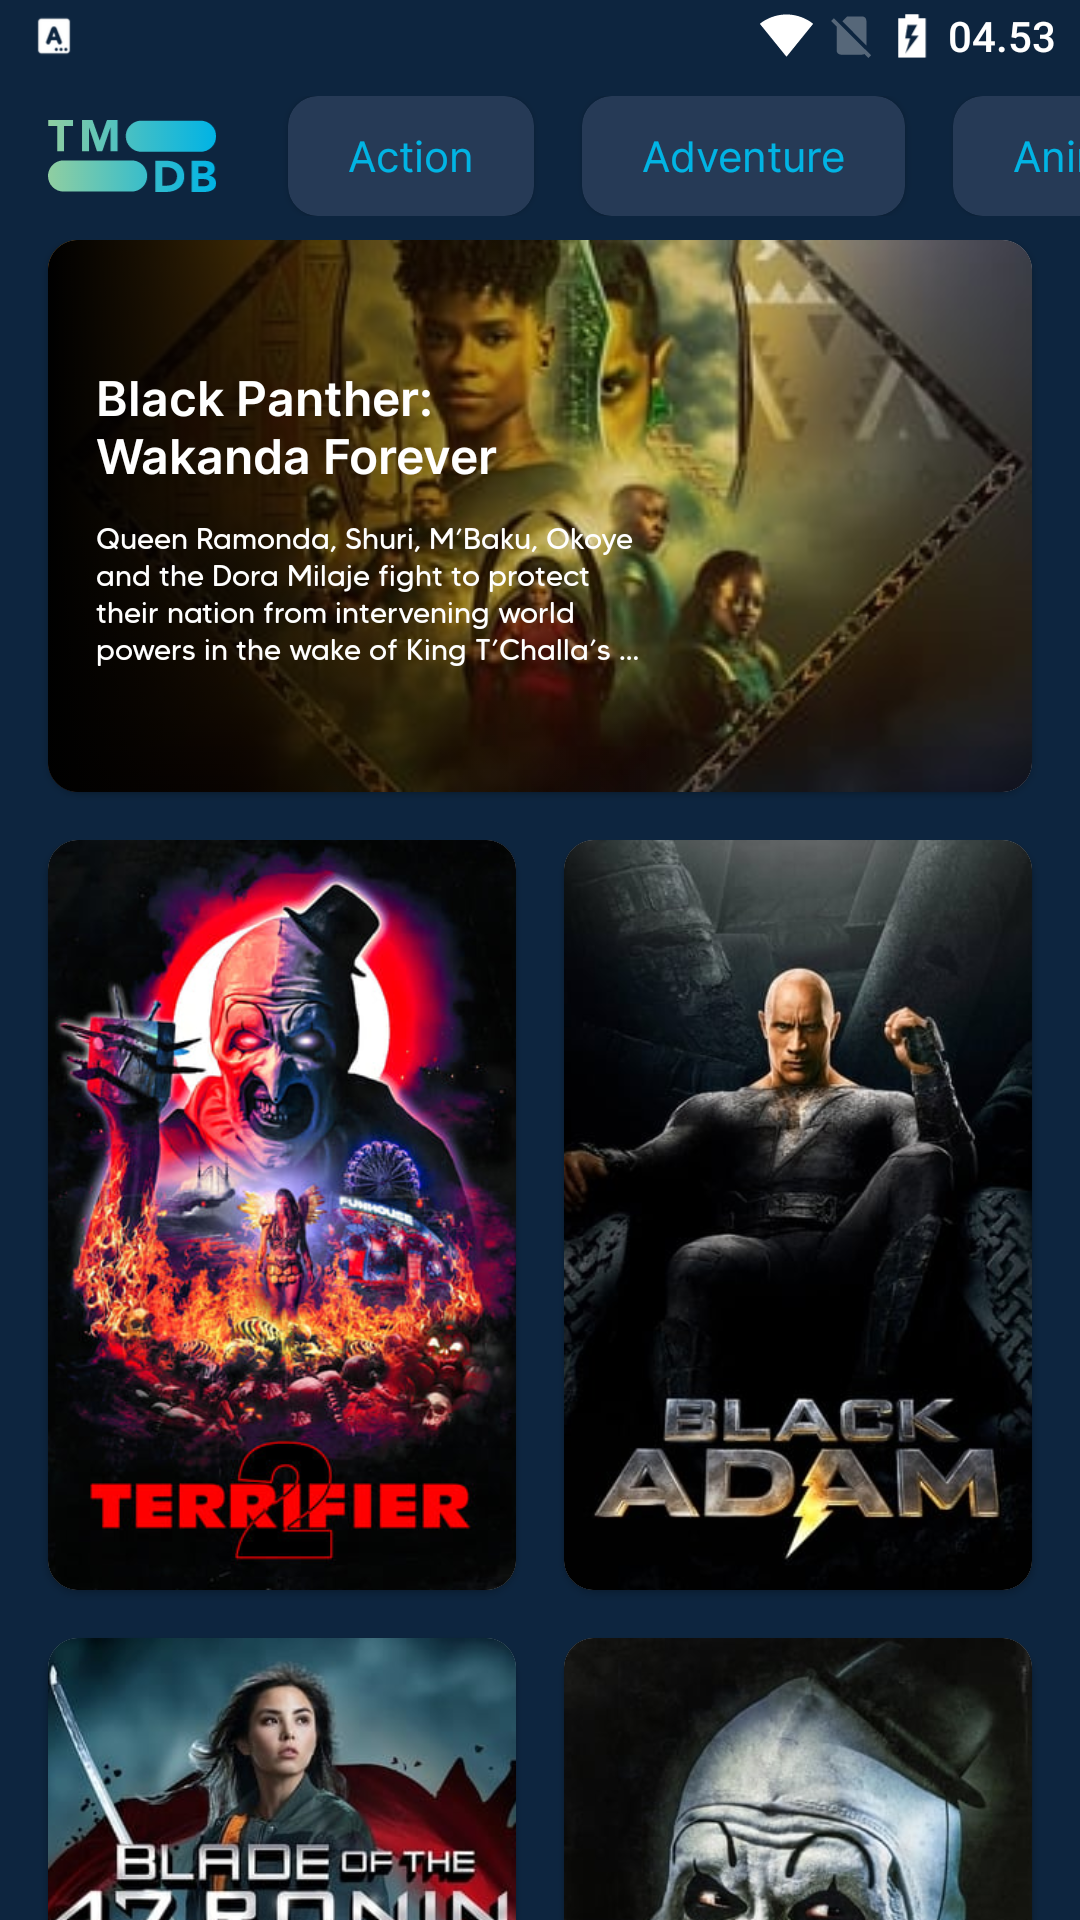 A
04.53
TM
DB
Action
Adventure
Ani
Black Panther:
Wakanda Forever
Queen Ramonda, Shuri, M’Baku, Okoye
and the Dora Milaje fight to protect
their nation from intervening world
powers in the wake of King T’Challa’s ...
FUNHOUSE
2
TERRIFIER
BLACK
ADAM
BLADE OF THE
47 RONIN